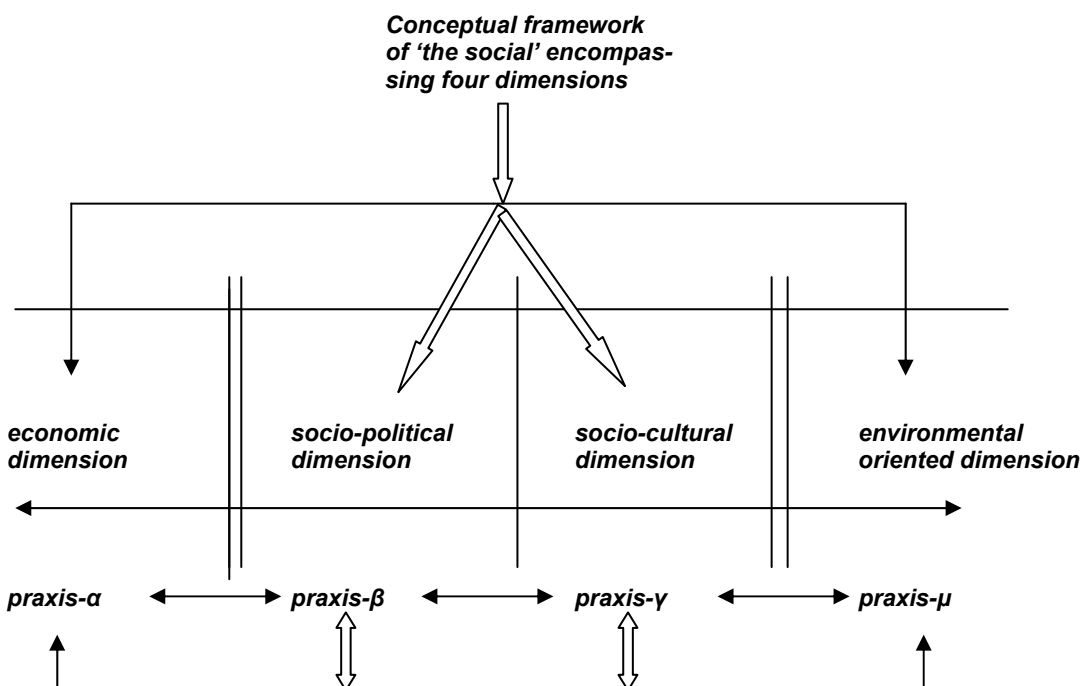 Conceptual framework
of ‘the social’ encompas-
sing four dimensions
economic
dimension
socio-political
dimension
socio-cultural
dimension
environmental
oriented dimension
praxis-α
praxis-β
praxis-γ
praxis-μ